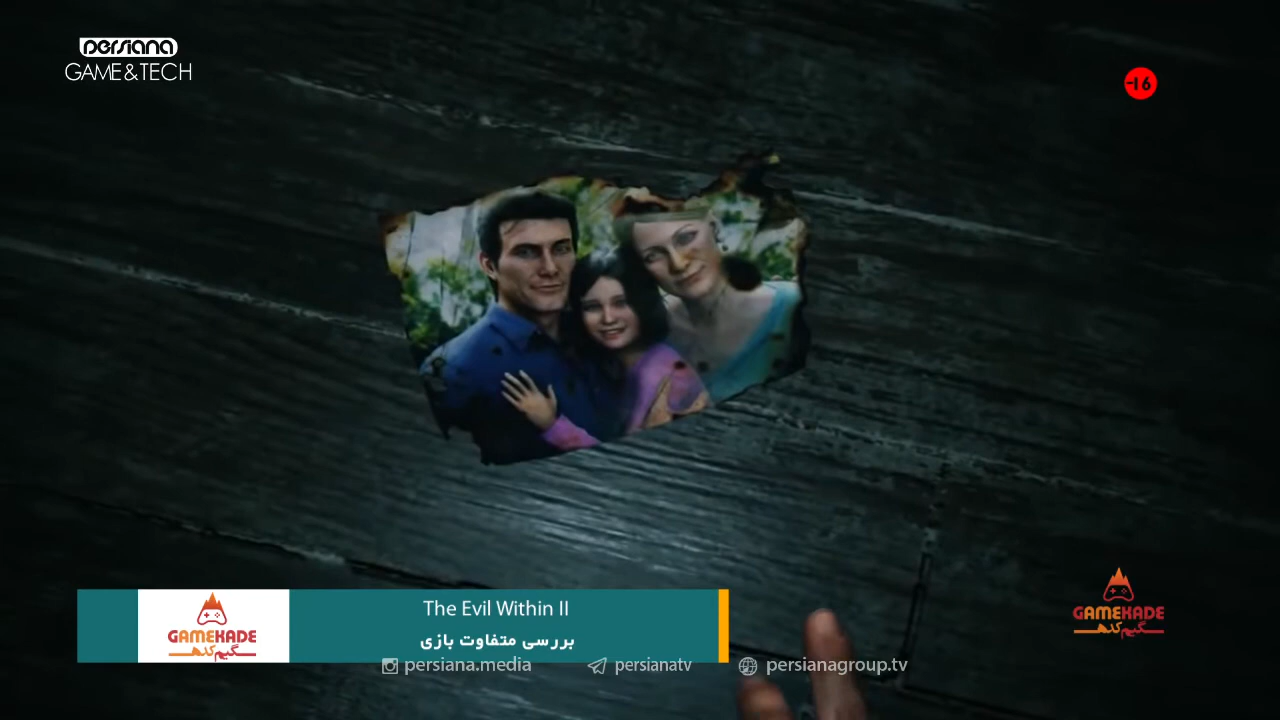 persiana
GAME&TECH
-16
The Evil Within II
بررسی متفاوت بازی
GAMEKADE
گیم‌کده
GAMEKADE
گیم‌کده
persiana.media
persianatv
persianagroup.tv